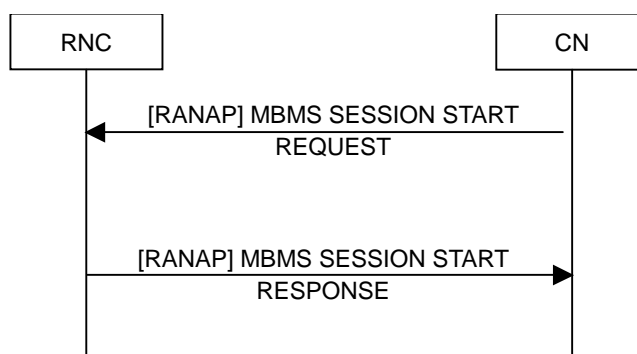 RNC
CN
[RANAP] MBMS SESSION START
REQUEST
[RANAP] MBMS SESSION START
RESPONSE